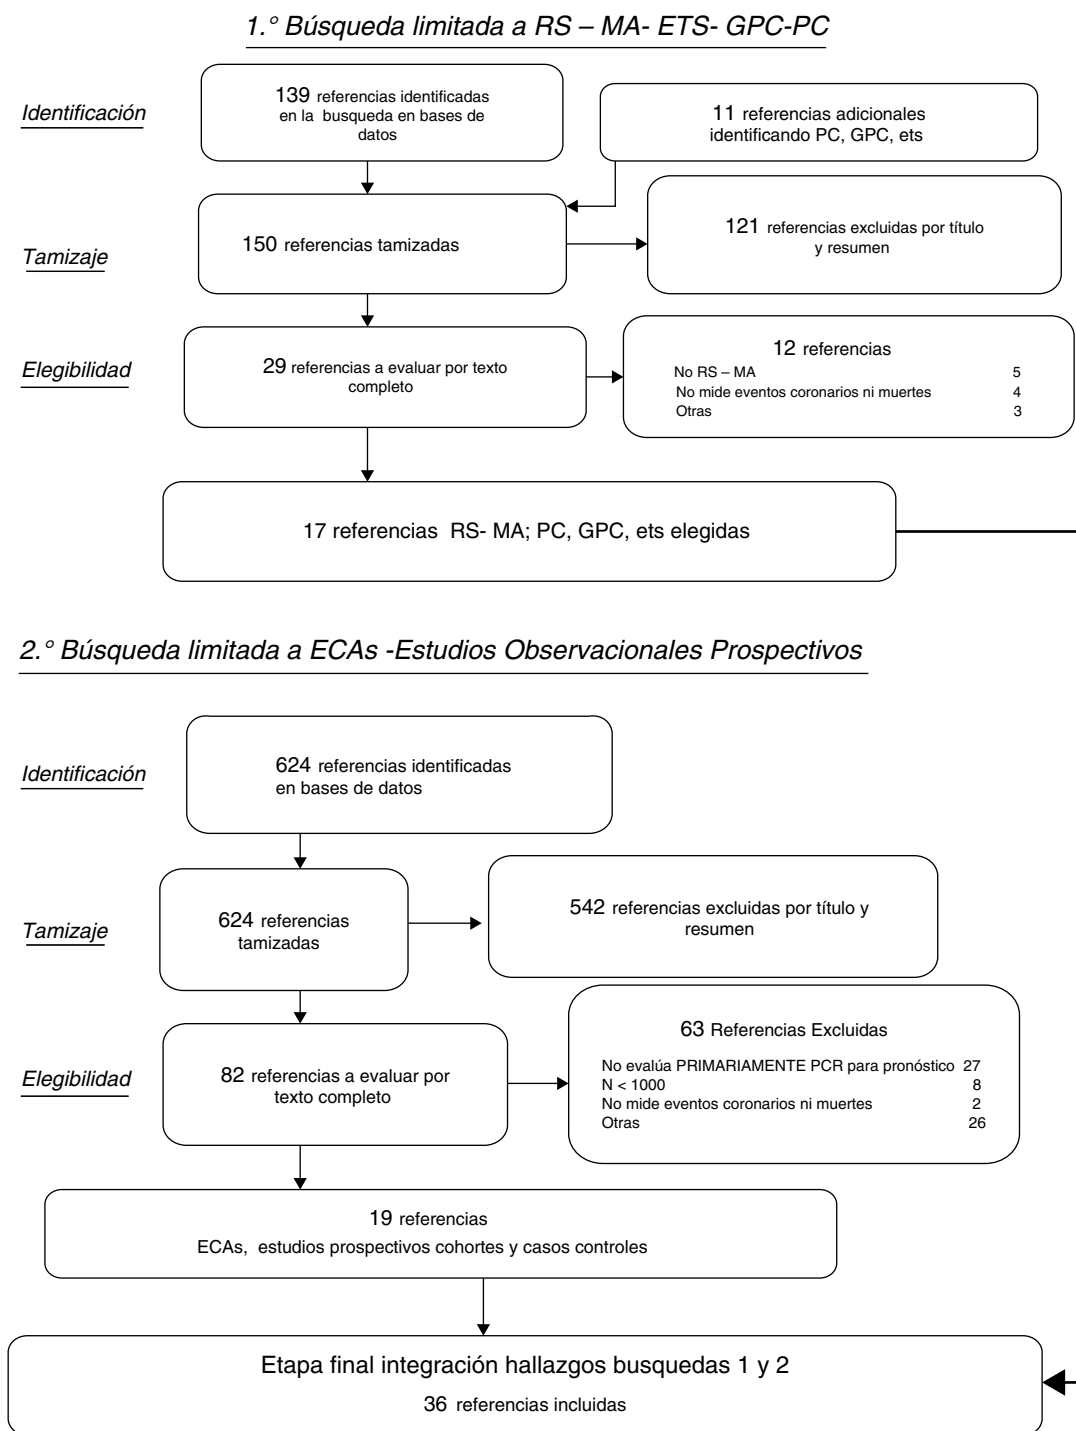 1.° Búsqueda limitada a RS – MA- ETS- GPC-PC
Identificación
139 referencias identificadas
en la busqueda en bases de
datos
11 referencias adicionales
identificando PC, GPC, ets
Tamizaje
150 referencias tamizadas
121 referencias excluidas por título
y resumen
Elegibilidad
29 referencias a evaluar por texto
completo
12 referencias
No RS – MA 5
No mide eventos coronarios ni muertes 4
Otras 3
17 referencias RS- MA; PC, GPC, ets elegidas
2.° Búsqueda limitada a ECAs -Estudios Observacionales Prospectivos
Identificación
624 referencias identificadas
en bases de datos
Tamizaje
624 referencias
tamizadas
542 referencias excluidas por título y
resumen
Elegibilidad
82 referencias a evaluar por
texto completo
63 Referencias Excluidas
No evalúa PRIMARIAMENTE PCR para pronóstico 27
N < 1000 8
No mide eventos coronarios ni muertes 2
Otras 26
19 referencias
ECAs, estudios prospectivos cohortes y casos controles
Etapa final integración hallazgos busquedas 1 y 2
36 referencias incluidas